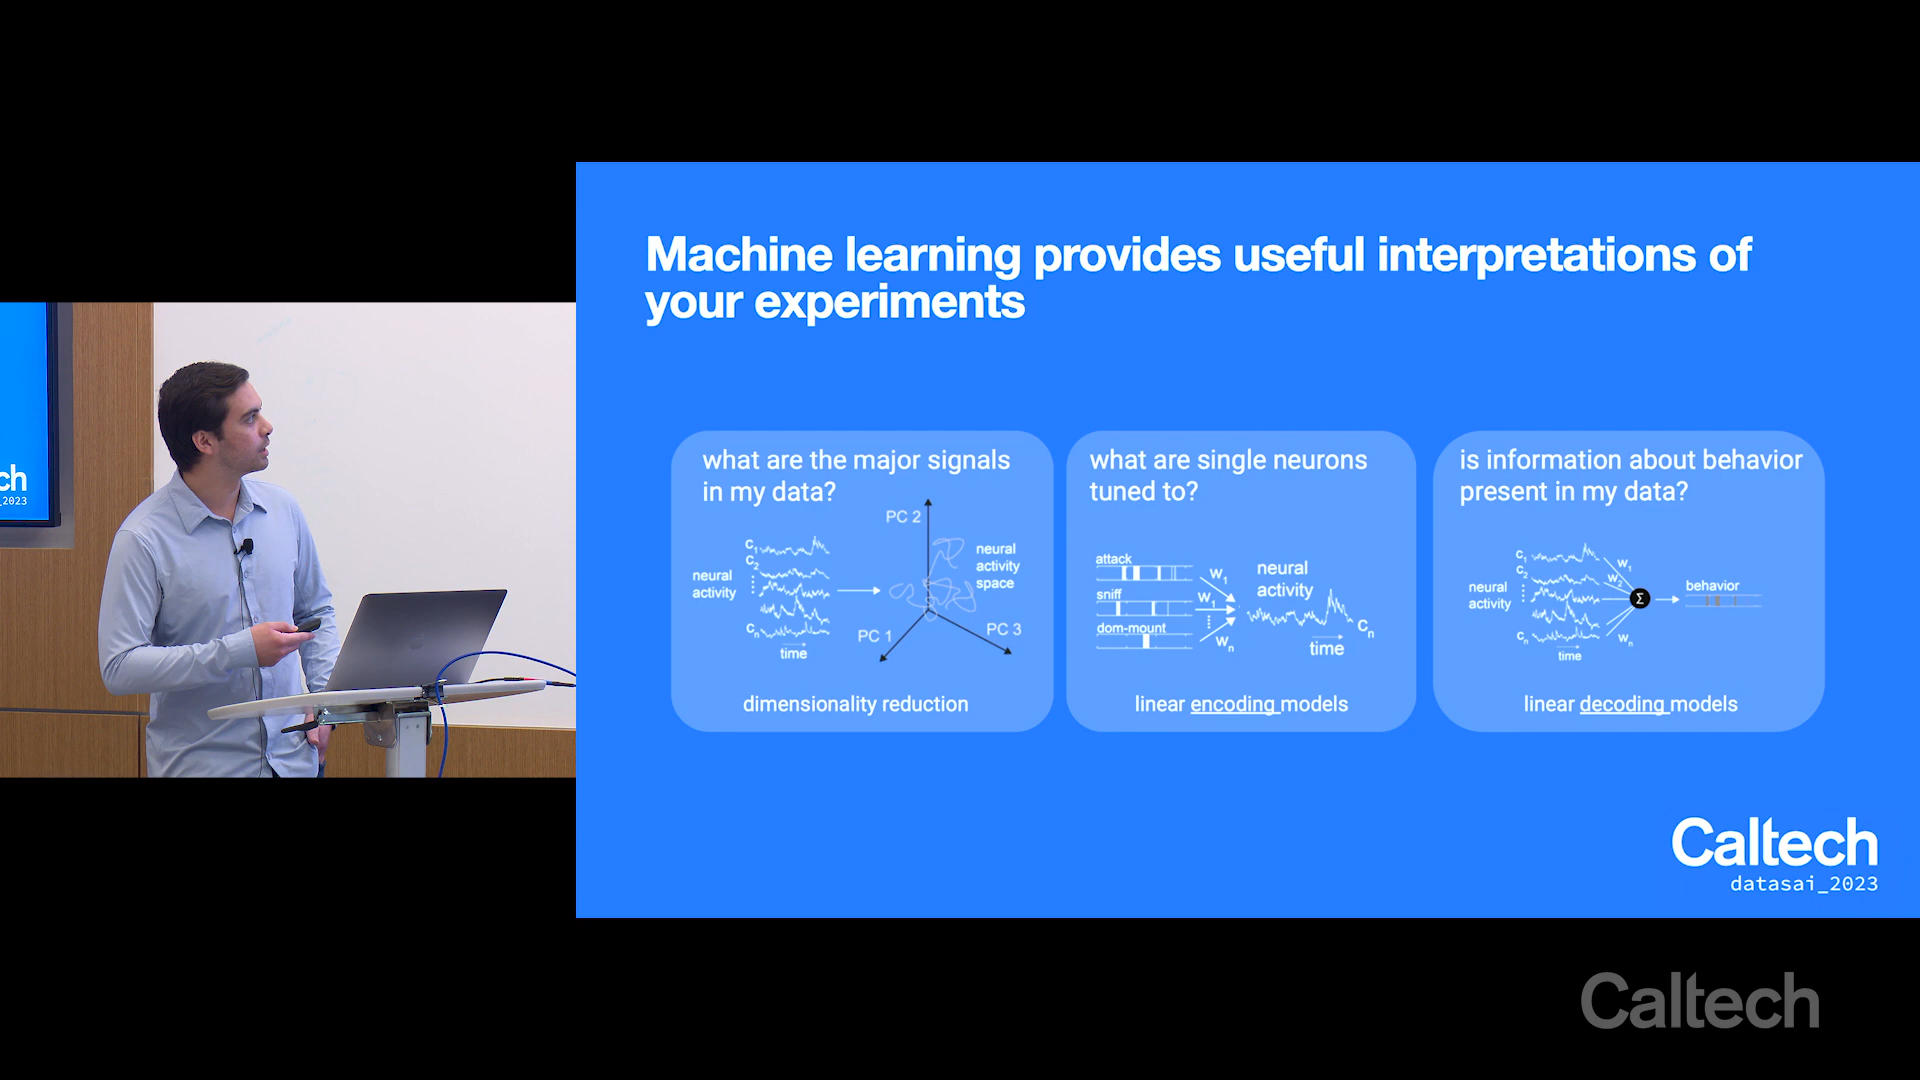 Machine learning provides useful interpretations of
your experiments
what are the major signals
in my data?
PC 2
neural
activity
space
C1
C2
neural
activity
Cn
time
PC 1
PC 3
dimensionality reduction
what are single neurons
tuned to?
attack
sniff
dom-mount
W1
W1
Wn
neural
activity
Cn
time
linear encoding models
is information about behavior
present in my data?
C1
C2
neural
activity
Cn
time
W1
W2
Wn
Σ
behavior
linear decoding models
Caltech
datasai_2023
ch
_2023
Caltech